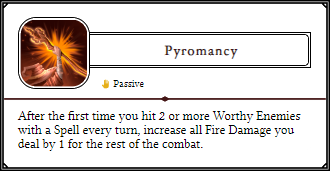 Pyromancy
Passive
After the first time you hit 2 or more Worthy Enemies
with a Spell every turn, increase all Fire Damage you
deal by 1 for the rest of the combat.